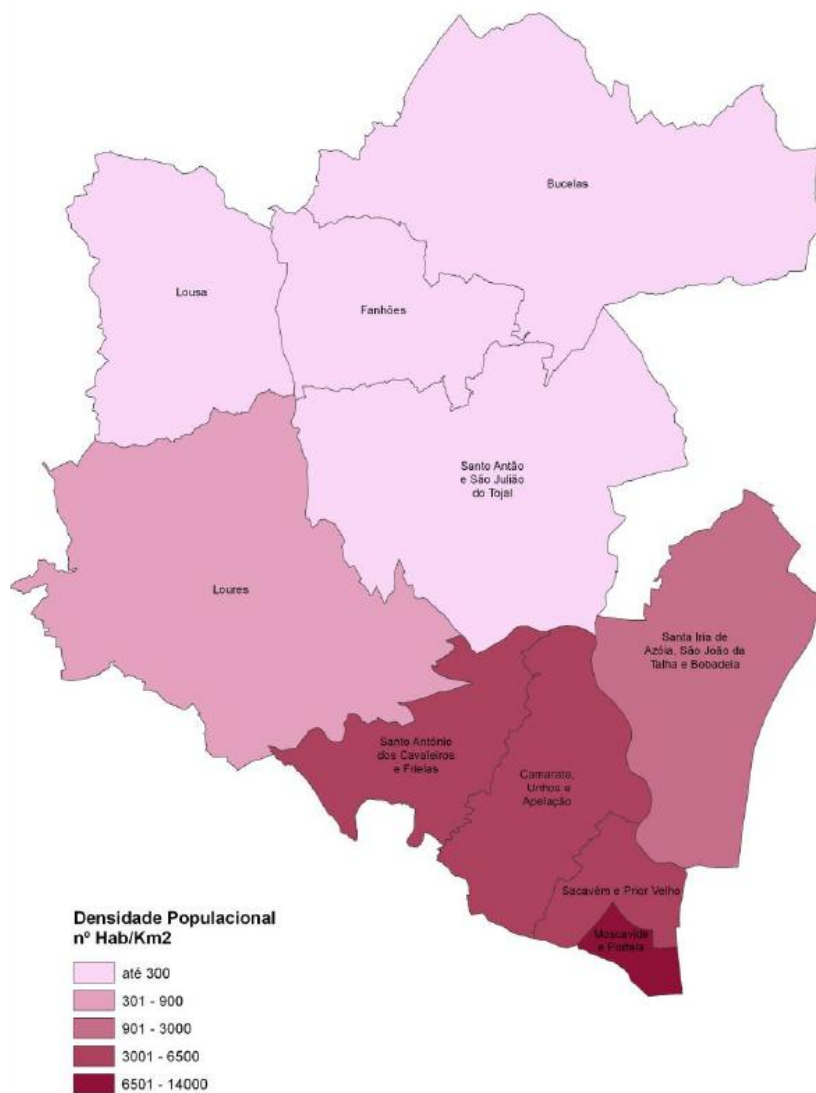 Bucelas
Lousa
Fanhões
Santo Antão
e São Julião
do Tojal
Loures
Santa Iria de
Azóia, São João da
Talha e Bobadela
Santo António
dos Cavaleiros
e Frielas
Camarate,
Unhos e
Apelação
Sacavém e Prior Velho
Moscavide
e Portela
Densidade Populacional
nº Hab/Km2
até 300
301 - 900
901 - 3000
3001 - 6500
6501 - 14000